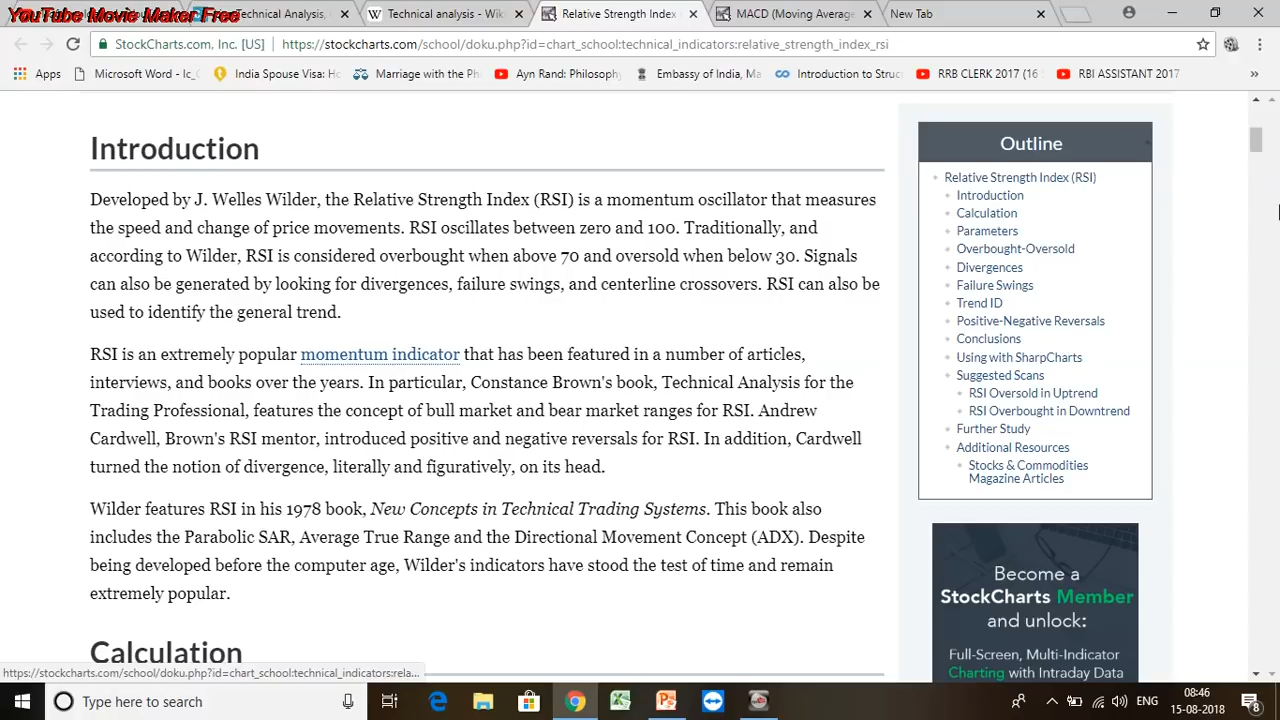 YouTube Movie Maker Free
Technical Analysis,
Technical analysis - Wiki
Relative Strength Index
MACD (Moving Average
New Tab
StockCharts.com, Inc. [US]
https://stockcharts.com/school/doku.php?id=chart_school:technical_indicators:relative_strength_index_rsi
Apps
Microsoft Word - lc_
India Spouse Visa: Ho
Marriage with the Ph
Ayn Rand: Philosoph
Embassy of India, Ma
Introduction to Struc
RRB CLERK 2017 (16
RBI ASSISTANT 2017
»
Introduction
Developed by J. Welles Wilder, the Relative Strength Index (RSI) is a momentum oscillator that measures
the speed and change of price movements. RSI oscillates between zero and 100. Traditionally, and
according to Wilder, RSI is considered overbought when above 70 and oversold when below 30. Signals
can also be generated by looking for divergences, failure swings, and centerline crossovers. RSI can also be
used to identify the general trend.
RSI is an extremely popular momentum indicator that has been featured in a number of articles,
interviews, and books over the years. In particular, Constance Brown's book, Technical Analysis for the
Trading Professional, features the concept of bull market and bear market ranges for RSI. Andrew
Cardwell, Brown's RSI mentor, introduced positive and negative reversals for RSI. In addition, Cardwell
turned the notion of divergence, literally and figuratively, on its head.
Wilder features RSI in his 1978 book, New Concepts in Technical Trading Systems. This book also
includes the Parabolic SAR, Average True Range and the Directional Movement Concept (ADX). Despite
being developed before the computer age, Wilder's indicators have stood the test of time and remain
extremely popular.
Calculation
Outline
Relative Strength Index (RSI)
Introduction
Calculation
Parameters
Overbought-Oversold
Divergences
Failure Swings
Trend ID
Positive-Negative Reversals
Conclusions
Using with SharpCharts
Suggested Scans
RSI Oversold in Uptrend
RSI Overbought in Downtrend
Further Study
Additional Resources
Stocks & Commodities
Magazine Articles
Become a
StockCharts Member
and unlock:
Full-Screen, Multi-Indicator
Charting with Intraday Data
https://stockcharts.com/school/doku.php?id=chart_school:technical_indicators:rela...
Type here to search
ENG
08:46
15-08-2018
8